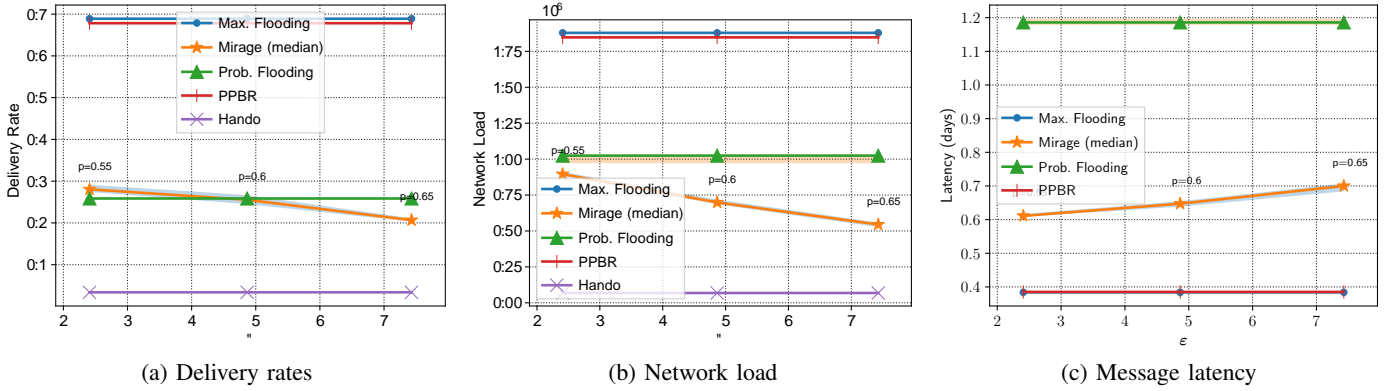 0:7
0:6
0:5
0:4
0:3
0:2
0:1
Delivery Rate
Max. Flooding
Mirage (median)
Prob. Flooding
PPBR
Hando
p=0.55
p=0.6
p=0.65
2 3 4 5 6 7
"
(a) Delivery rates
10⁶
1:75
1:50
1:25
1:00
0:75
0:50
0:25
0:00
Network Load
p=0.55
p=0.6
p=0.65
Max. Flooding
Mirage (median)
Prob. Flooding
PPBR
Hando
2 3 4 5 6 7
"
(b) Network load
1.2
1.1
1.0
0.9
0.8
0.7
0.6
0.5
0.4
Latency (days)
Max. Flooding
Mirage (median)
Prob. Flooding
PPBR
p=0.55
p=0.6
p=0.65
2 3 4 5 6 7
ε
(c) Message latency